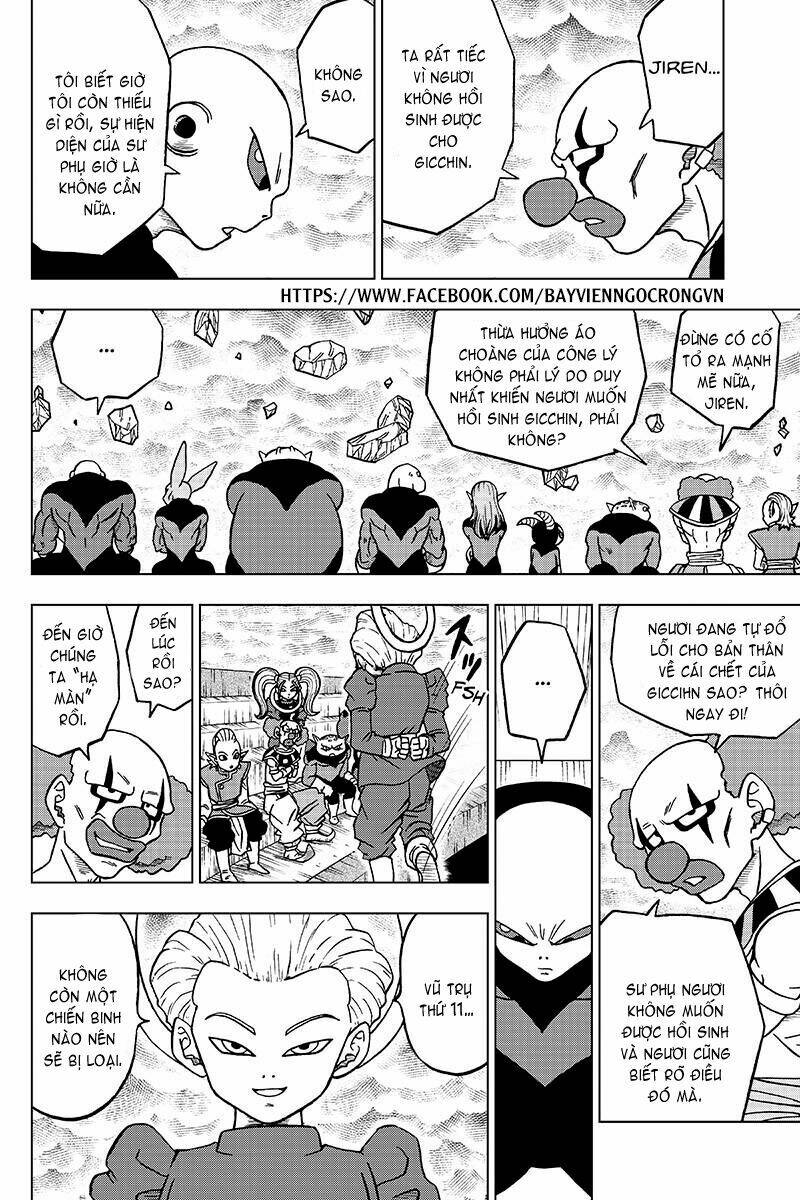 JIREN...
TA RẤT TIẾC
VÌ NGƯƠI
KHÔNG HỒI
SINH ĐƯỢC
CHO
GICCHIN.
KHÔNG
SAO.
TÔI BIẾT GIỜ
TÔI CÒN THIẾU
GÌ RỒI, SỰ HIỆN
DIỆN CỦA SƯ
PHỤ GIỜ LÀ
KHÔNG CẦN
NỮA.
HTTPS://WWW.FACEBOOK.COM/BAYVIENNGOCRONGVN
ĐỪNG CÓ CỐ
TỎ RA MẠNH
MẼ NỮA,
JIREN.
THỪA HƯỞNG ÁO
CHOÀNG CỦA CÔNG LÝ
KHÔNG PHẢI LÝ DO DUY
NHẤT KHIẾN NGƯƠI MUỐN
HỒI SINH GICCHIN, PHẢI
KHÔNG?
...
NGƯƠI ĐANG TỰ ĐỔ
LỖI CHO BẢN THÂN
VỀ CÁI CHẾT CỦA
GICCIHN SAO? THÔI
NGAY ĐI!
SƯ PHỤ NGƯƠI
KHÔNG MUỐN
ĐƯỢC HỒI SINH
VÀ NGƯƠI CŨNG
BIẾT RÕ ĐIỀU
ĐÓ MÀ.
...
FSH
ĐẾN
LÚC
RỒI
SAO?
ĐẾN GIỜ
CHÚNG
TA "HẠ
MÀN"
RỒI.
VŨ TRỤ
THỨ 11...
KHÔNG
CÒN MỘT
CHIẾN BINH
NÀO NÊN
SẼ BỊ LOẠI.